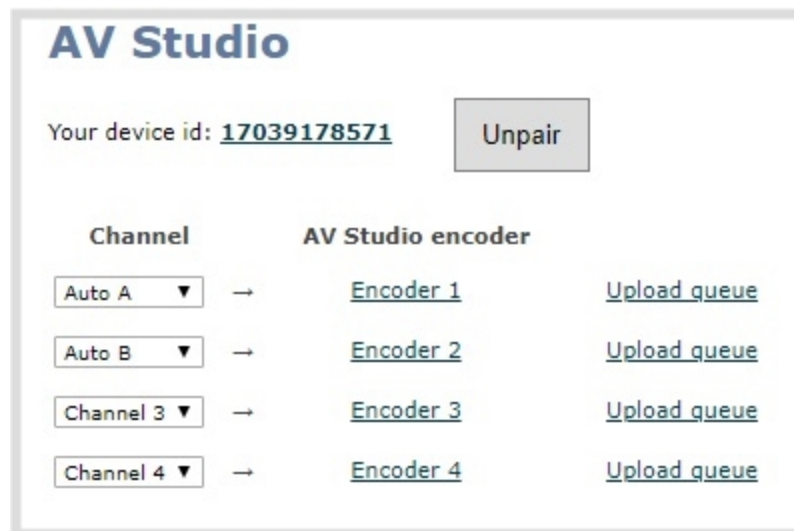 AV Studio
Your device id: 17039178571 Unpair
Channel AV Studio encoder
Auto A ▼ → Encoder 1 Upload queue
Auto B ▼ → Encoder 2 Upload queue
Channel 3 ▼ → Encoder 3 Upload queue
Channel 4 ▼ → Encoder 4 Upload queue